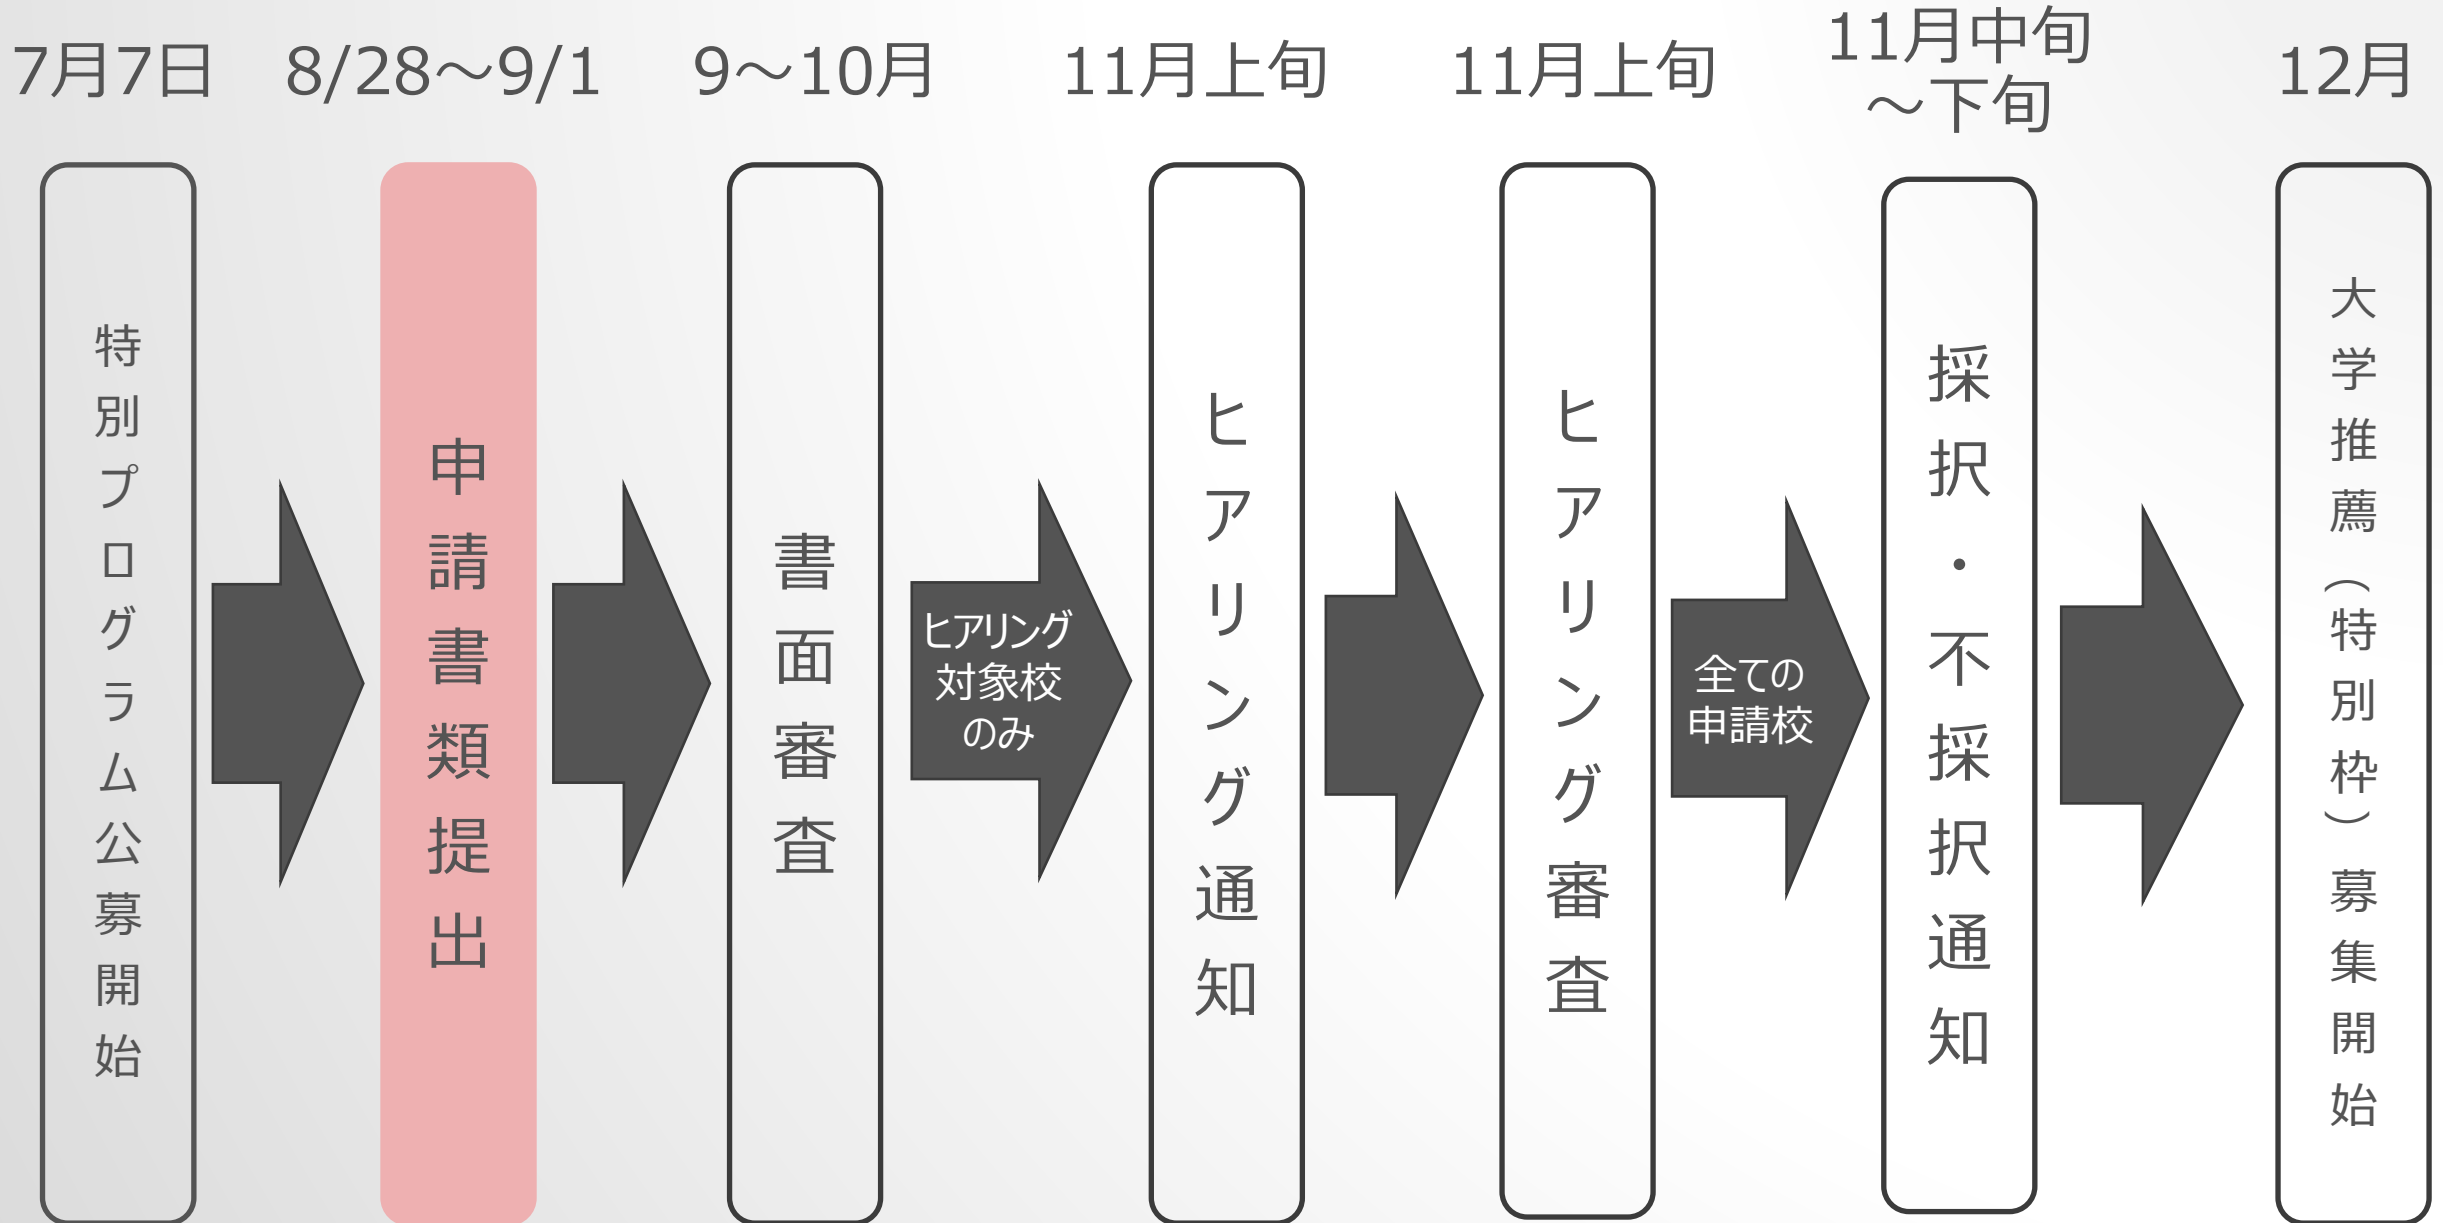 7月7日
8/28～9/1
9～10月
11月上旬
11月上旬
11月中旬
～下旬
12月
特別プログラム公募開始
申請書類提出
書面審査
ヒアリング
対象校
のみ
ヒアリング通知
ヒアリング審査
全ての
申請校
採択・不採択通知
大学推薦（特別枠）募集開始